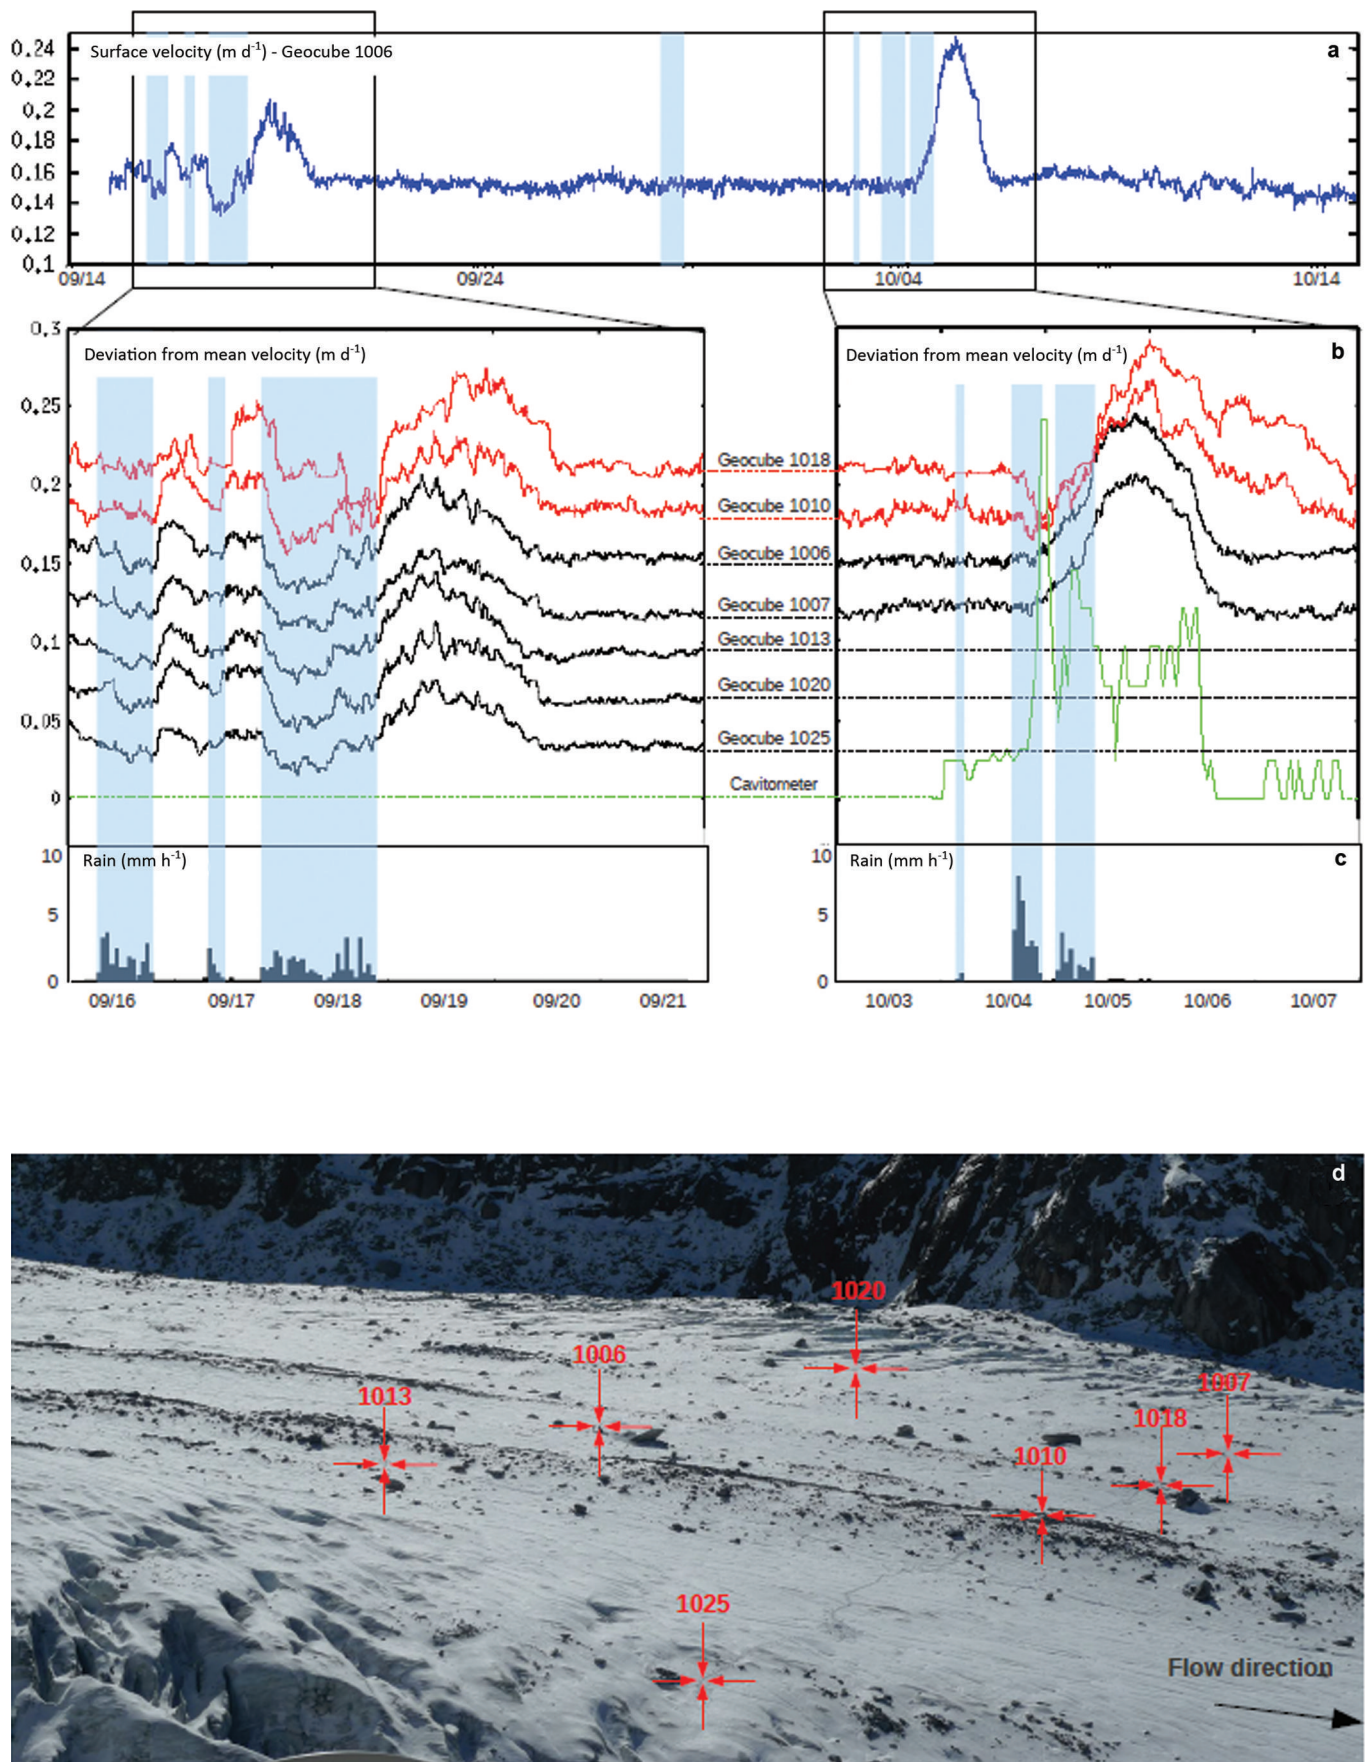 Surface velocity (m d-1) - Geocube 1006
a
0.24
0.22
0.2
0.18
0.16
0.14
0.12
0.1
09/14
09/24
10/04
10/14
0.3
0.25
0.2
0.15
0.1
0.05
0
Deviation from mean velocity (m d-1)
Deviation from mean velocity (m d-1)
b
Geocube 1018
Geocube 1010
Geocube 1006
Geocube 1007
Geocube 1013
Geocube 1020
Geocube 1025
Cavitometer
10
5
0
Rain (mm h-1)
10
5
0
Rain (mm h-1)
c
09/16
09/17
09/18
09/19
09/20
09/21
10/03
10/04
10/05
10/06
10/07
d
1020
1006
1013
1007
1018
1010
1025
Flow direction